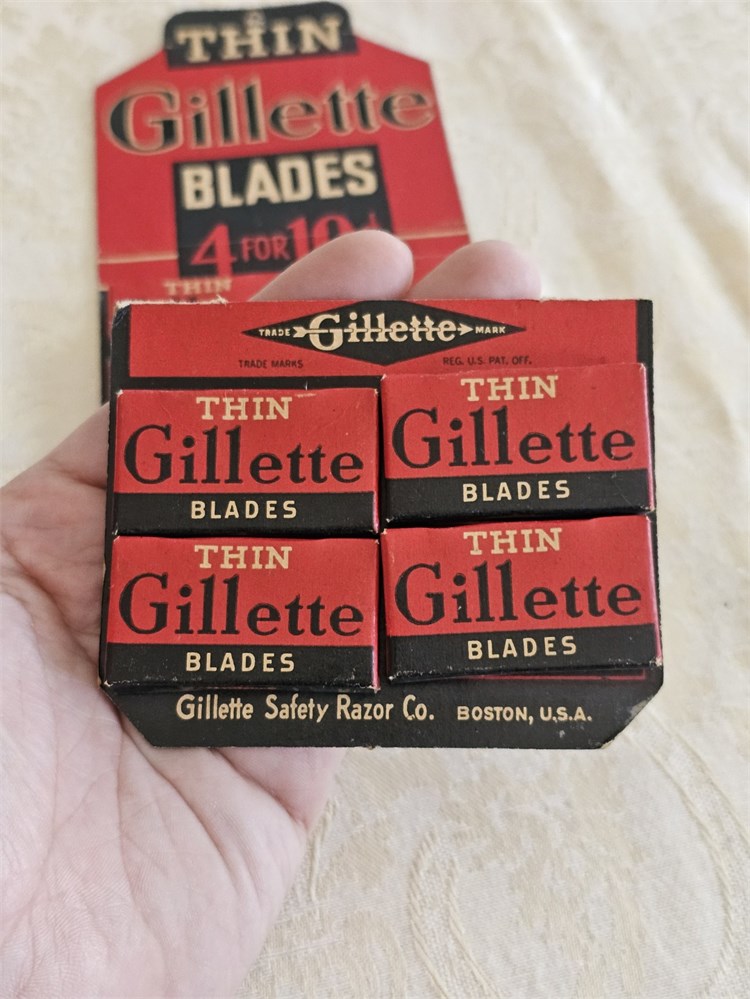 THIN
Gillette
BLADES
4 FOR 10¢
THIN
TRADE Gillette MARK
TRADE MARKS REG. U.S. PAT. OFF.
THIN
Gillette
BLADES
THIN
Gillette
BLADES
THIN
Gillette
BLADES
THIN
Gillette
BLADES
Gillette Safety Razor Co. BOSTON, U.S.A.